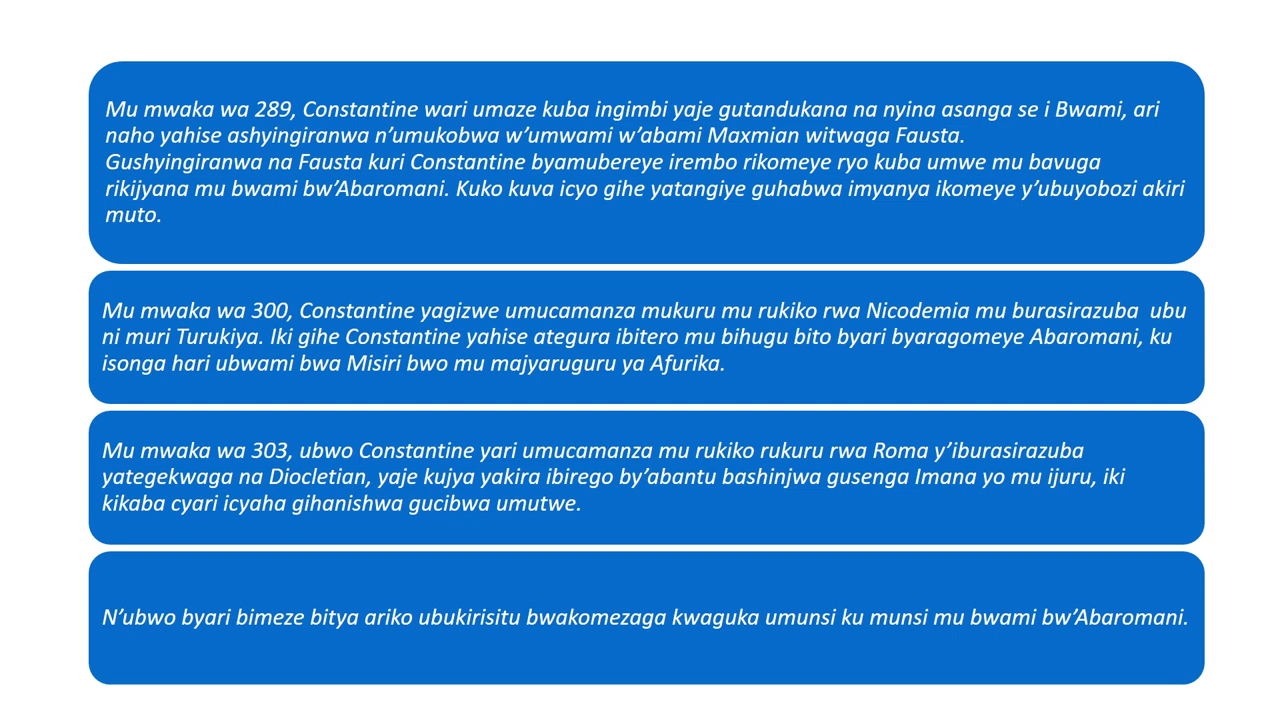 Mu mwaka wa 289, Constantine wari umaze kuba ingimbi yaje gutandukana na nyina asanga se i Bwami, ari
naho yahise ashyingiranwa n’umukobwa w’umwami w’abami Maxmian witwaga Fausta.
Gushyingiranwa na Fausta kuri Constantine byamubereye irembo rikomeye ryo kuba umwe mu bavuga
rikijyana mu bwami bw’Abaromani. Kuko kuva icyo gihe yatangiye guhabwa imyanya ikomeye y’ubuyobozi akiri
muto.
Mu mwaka wa 300, Constantine yagizwe umucamanza mukuru mu rukiko rwa Nicodemia mu burasirazuba ubu
ni muri Turukiya. Iki gihe Constantine yahise ategura ibitero mu bihugu bito byari byaragomeye Abaromani, ku
isonga hari ubwami bwa Misiri bwo mu majyaruguru ya Afurika.
Mu mwaka wa 303, ubwo Constantine yari umucamanza mu rukiko rukuru rwa Roma y’iburasirazuba
yategekwaga na Diocletian, yaje kujya yakira ibirego by’abantu bashinjwa gusenga Imana yo mu ijuru, iki
kikaba cyari icyaha gihanishwa gucibwa umutwe.
N’ubwo byari bimeze bitya ariko ubukirisitu bwakomezaga kwaguka umunsi ku munsi mu bwami bw’Abaromani.